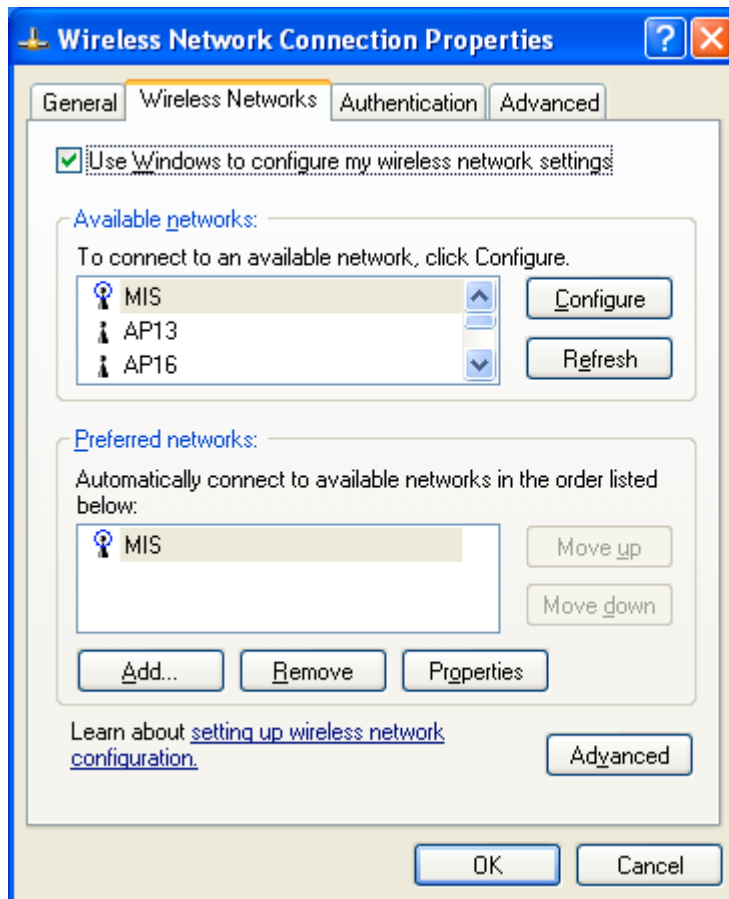 Wireless Network Connection Properties
General Wireless Networks Authentication Advanced
Use Windows to configure my wireless network settings
Available networks:
To connect to an available network, click Configure.
MIS
AP13
AP16
Configure
Refresh
Preferred networks:
Automatically connect to available networks in the order listed
below:
MIS
Move up
Move down
Add... Remove Properties
Learn about setting up wireless network
configuration.
Advanced
OK Cancel